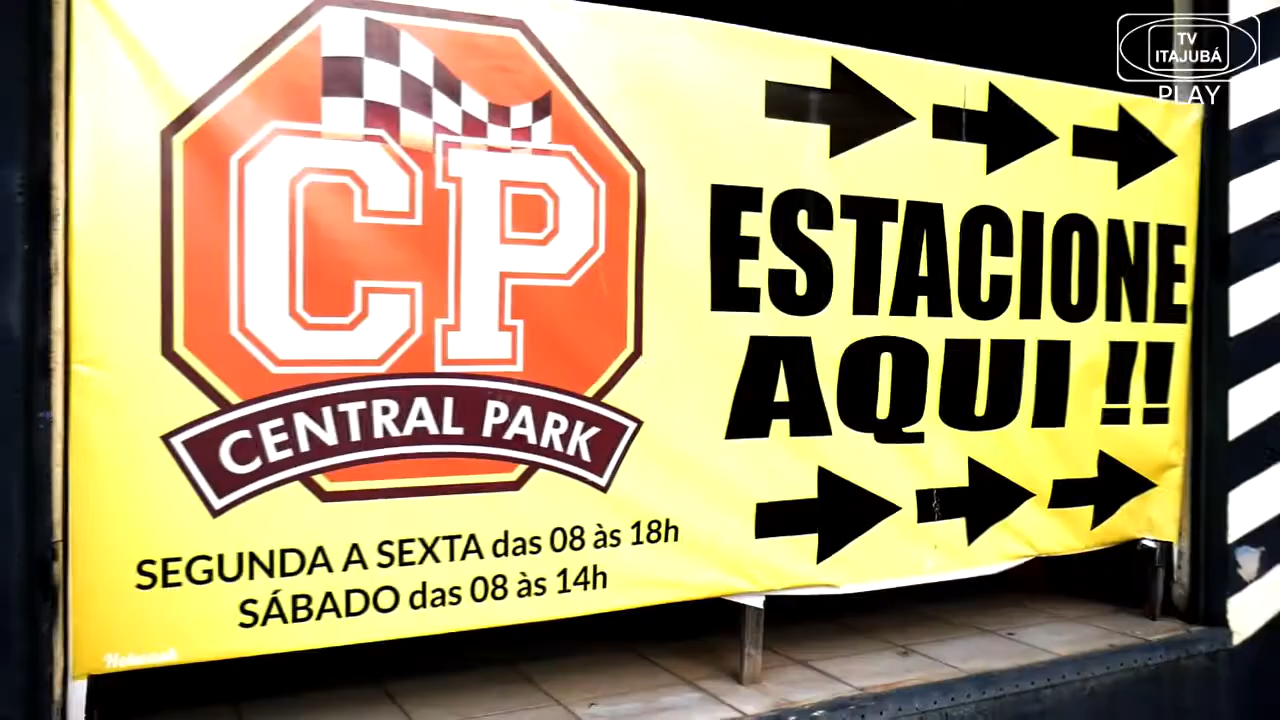 TV
ITAJUBÁ
PLAY
CP
CENTRAL PARK
SEGUNDA A SEXTA das 08 às 18h
SÁBADO das 08 às 14h
ESTACIONE
AQUI !!